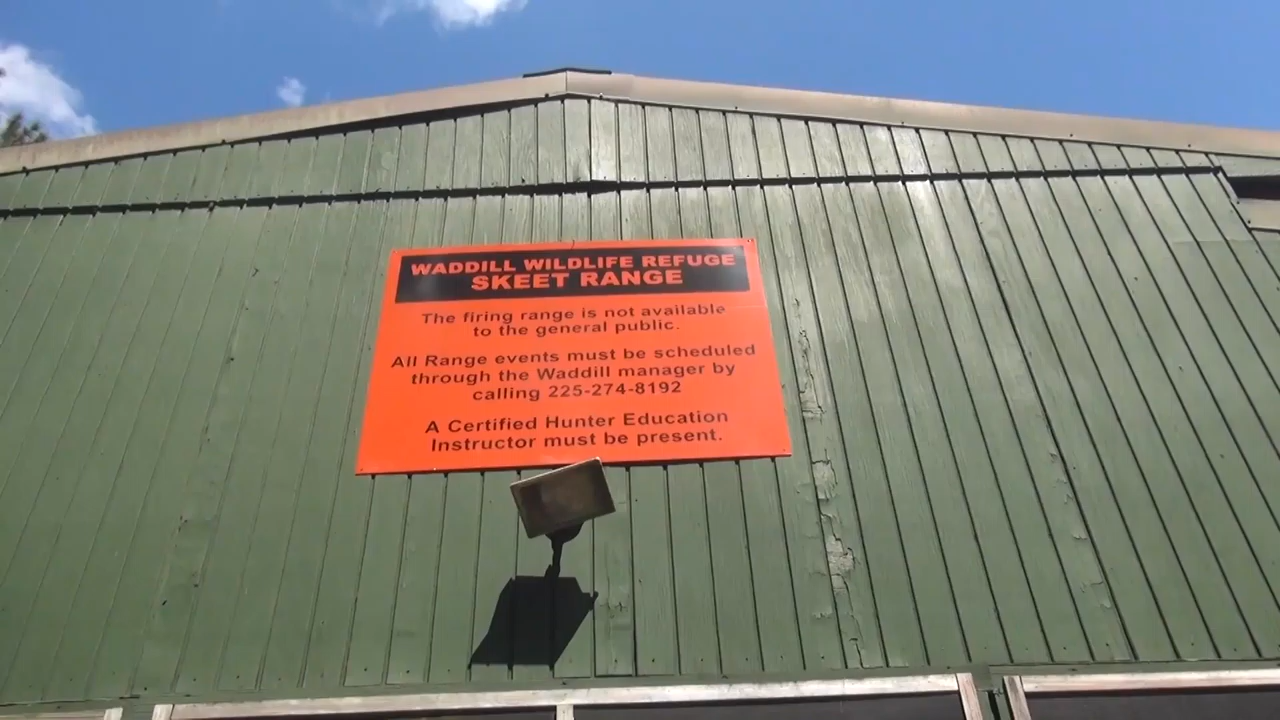 WADDILL WILDLIFE REFUGE
SKEET RANGE
The firing range is not available
to the general public.
All Range events must be scheduled
through the Waddill manager by
calling 225-274-8192
A Certified Hunter Education
Instructor must be present.